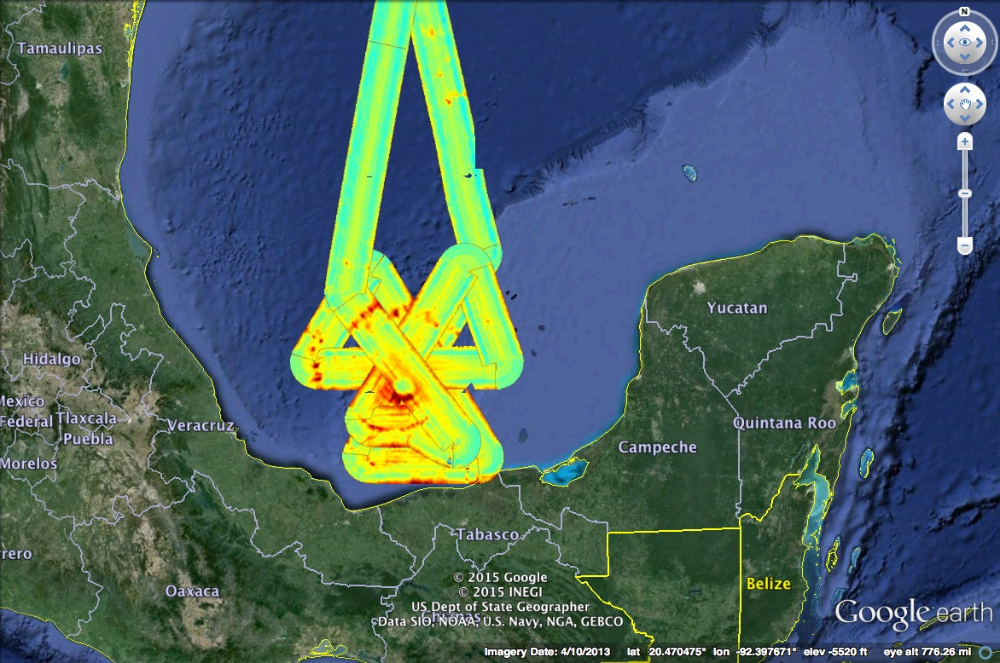 N
Tamaulipas
Yucatan
Hidalgo
Mexico
Federal
Tlaxcala
Puebla
Veracruz
Quintana Roo
Campeche
Morelos
Tabasco
rrero
© 2015 Google
© 2015 INEGI
Oaxaca
Belize
US Dept of State Geographer
Chiapas
Data SIO, NOAA, U.S. Navy, NGA, GEBCO
Google earth
Imagery Date: 4/10/2013 lat 20.470475° lon -92.397671° elev -5520 ft eye alt 776.26 mi